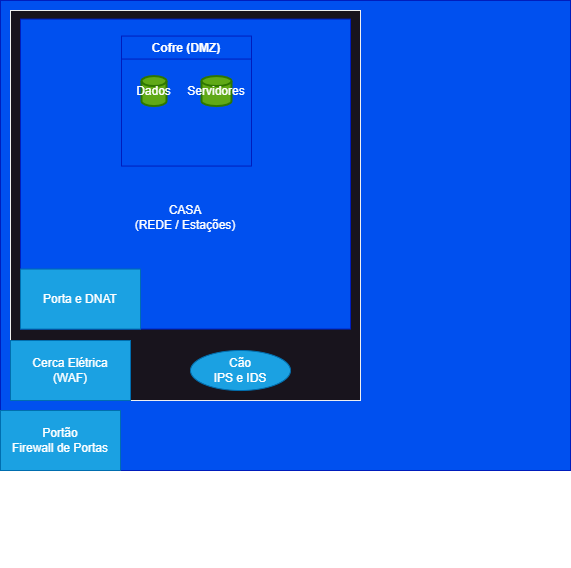 Cofre (DMZ)
Dados
Servidores
CASA
(REDE / Estações)
Porta e DNAT
Cerca Elétrica
(WAF)
Cão
IPS e IDS
Portão
Firewall de Portas